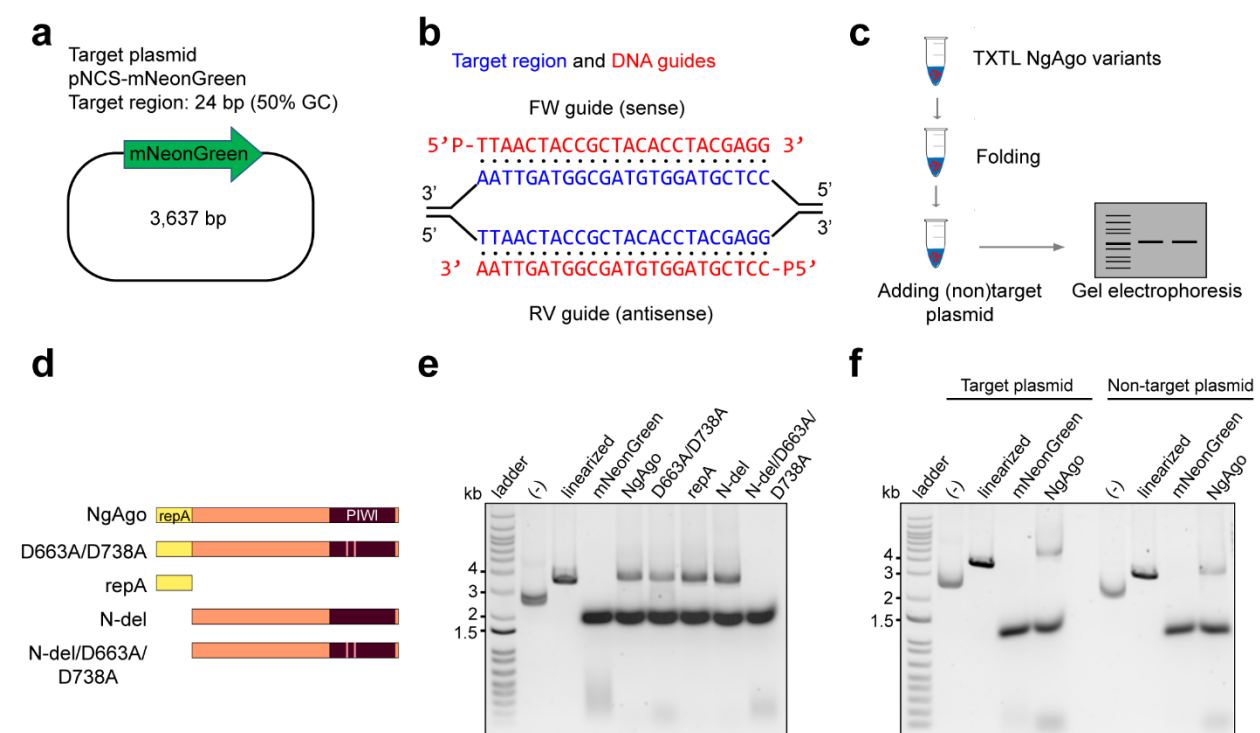 a
Target plasmid
pNCS-mNeonGreen
Target region: 24 bp (50% GC)
mNeonGreen
3,637 bp
b
Target region and DNA guides
FW guide (sense)
5’P-TTAACTACCGCTACACCTACGAGG 3’
AATTGATGGCGATGTGGATGCTCC
3’ 5’
5’ 3’
TTAACTACCGCTACACCTACGAGG
3’ AATTGATGGCGATGTGGATGCTCC-P5’
RV guide (antisense)
c
TXTL NgAgo variants
Folding
Adding (non)target
plasmid
Gel electrophoresis
d
NgAgo
repA
PIWI
D663A/D738A
repA
N-del
N-del/D663A/
D738A
e
kb
ladder
(-)
linearized
mNeonGreen
NgAgo
D663A/D738A
repA
N-del
N-del/D663A/
D738A
4
3
2
1.5
f
Target plasmid
Non-target plasmid
kb
ladder
(-)
linearized
mNeonGreen
NgAgo
(-)
linearized
mNeonGreen
NgAgo
4
3
2
1.5